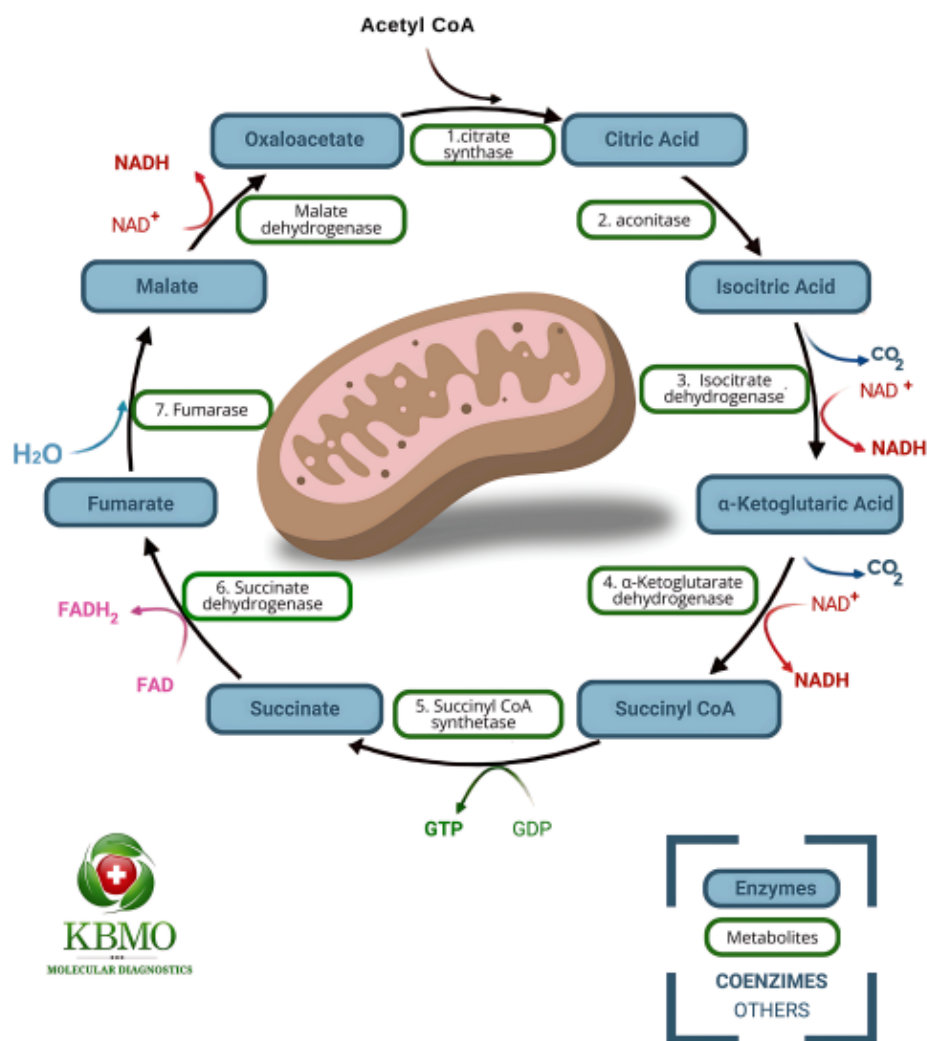 Acetyl CoA
Oxaloacetate
1.citrate
synthase
Citric Acid
NADH
NAD+
Malate
dehydrogenase
2. aconitase
Malate
Isocitric Acid
CO2
3. Isocitrate
dehydrogenase
NAD +
NADH
7. Fumarase
H2O
Fumarate
α-Ketoglutaric Acid
6. Succinate
dehydrogenase
4. α-Ketoglutarate
dehydrogenase
CO2
NAD+
NADH
FADH2
FAD
Succinate
5. Succinyl CoA
synthetase
Succinyl CoA
GTP
GDP
KBMO
MOLECULAR DIAGNOSTICS
Enzymes
Metabolites
COENZIMES
OTHERS